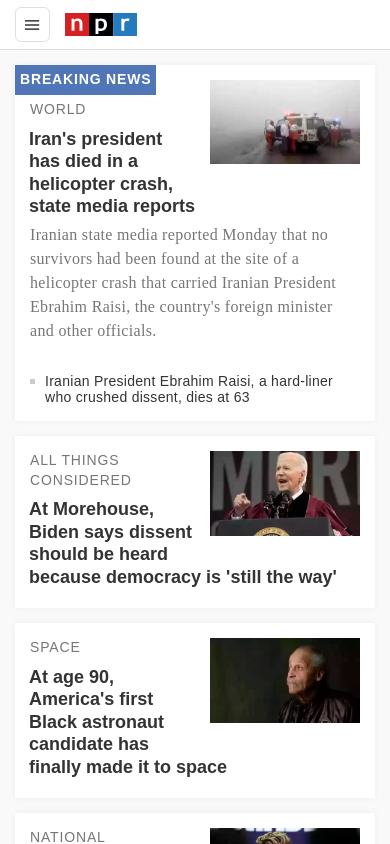 npr
BREAKING NEWS
WORLD
Iran's president
has died in a
helicopter crash,
state media reports
Iranian state media reported Monday that no
survivors had been found at the site of a
helicopter crash that carried Iranian President
Ebrahim Raisi, the country's foreign minister
and other officials.
Iranian President Ebrahim Raisi, a hard-liner
who crushed dissent, dies at 63
ALL THINGS
CONSIDERED
At Morehouse,
Biden says dissent
should be heard
because democracy is 'still the way'
SPACE
At age 90,
America's first
Black astronaut
candidate has
finally made it to space
NATIONAL